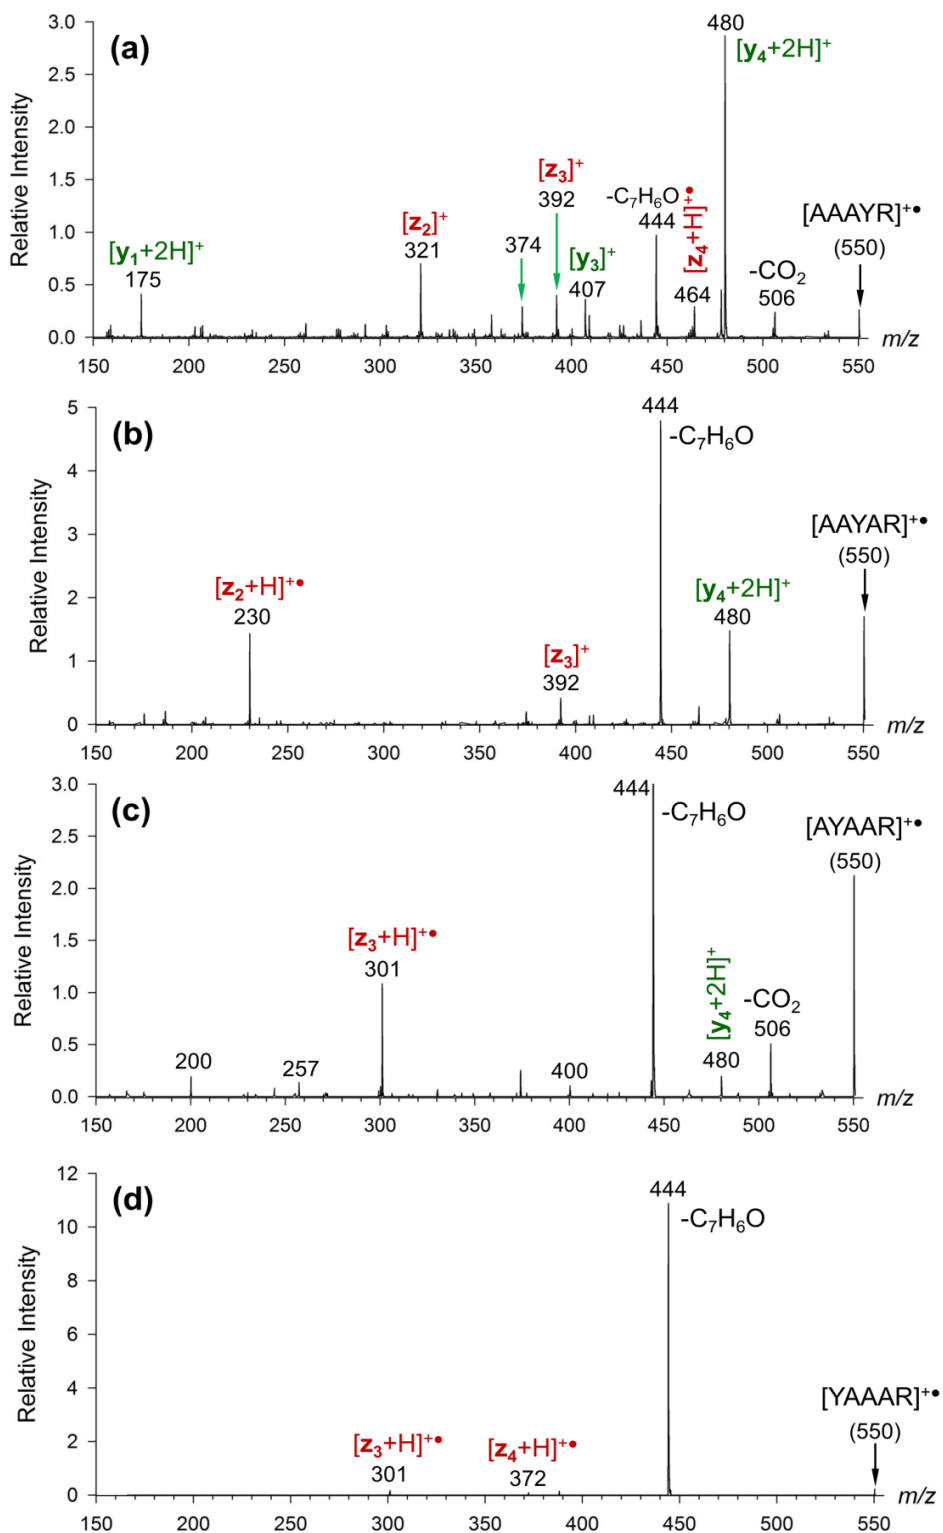 (a)
Relative Intensity
3.0
2.5
2.0
1.5
1.0
0.5
0.0
480
[y₄+2H]⁺
[z₃]⁺
392
-C₇H₆O
444
[z₄+H]⁺•
464
[AAAYR]⁺•
(550)
[z₂]⁺
321
374
[y₃]⁺
407
-CO₂
506
[y₁+2H]⁺
175
150 200 250 300 350 400 450 500 550 m/z
(b)
Relative Intensity
5
4
3
2
1
0
444
-C₇H₆O
[AAYAR]⁺•
(550)
[z₂+H]⁺•
230
[y₄+2H]⁺
480
[z₃]⁺
392
150 200 250 300 350 400 450 500 550 m/z
(c)
Relative Intensity
3.0
2.5
2.0
1.5
1.0
0.5
0.0
444
-C₇H₆O
[AYAAR]⁺•
(550)
[z₃+H]⁺•
301
[y₄+2H]⁺
480
-CO₂
506
200
257
400
150 200 250 300 350 400 450 500 550 m/z
(d)
Relative Intensity
12
10
8
6
4
2
0
444
-C₇H₆O
[YAAAR]⁺•
(550)
[z₃+H]⁺•
301
[z₄+H]⁺•
372
150 200 250 300 350 400 450 500 550 m/z